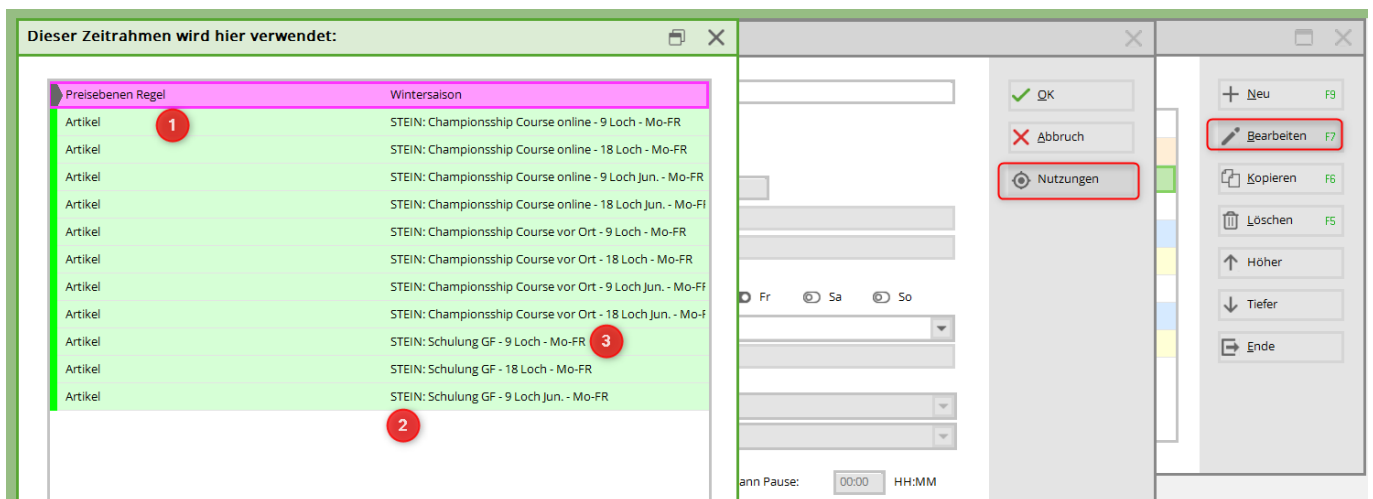 Dieser Zeitrahmen wird hier verwendet:
Preisebenen Regel Wintersaison
Artikel STEIN: Championsship Course online - 9 Loch - Mo-FR
1
Artikel STEIN: Championsship Course online - 18 Loch - Mo-FR
Artikel STEIN: Championsship Course online - 9 Loch Jun. - Mo-FR
Artikel STEIN: Championsship Course online - 18 Loch Jun. - Mo-FF
Artikel STEIN: Championsship Course vor Ort - 9 Loch - Mo-FR
Artikel STEIN: Championsship Course vor Ort - 18 Loch - Mo-FR
Artikel STEIN: Championsship Course vor Ort - 9 Loch Jun. - Mo-FF
Artikel STEIN: Championsship Course vor Ort - 18 Loch Jun. - Mo-F
Artikel STEIN: Schulung GF - 9 Loch - Mo-FR
3
Artikel STEIN: Schulung GF - 18 Loch - Mo-FR
Artikel STEIN: Schulung GF - 9 Loch Jun. - Mo-FR
2
Fr Sa So
ann Pause: 00:00 HH:MM
OK
Abbruch
Nutzungen
Neu F9
Bearbeiten F7
Kopieren F6
Löschen F5
Höher
Tiefer
Ende